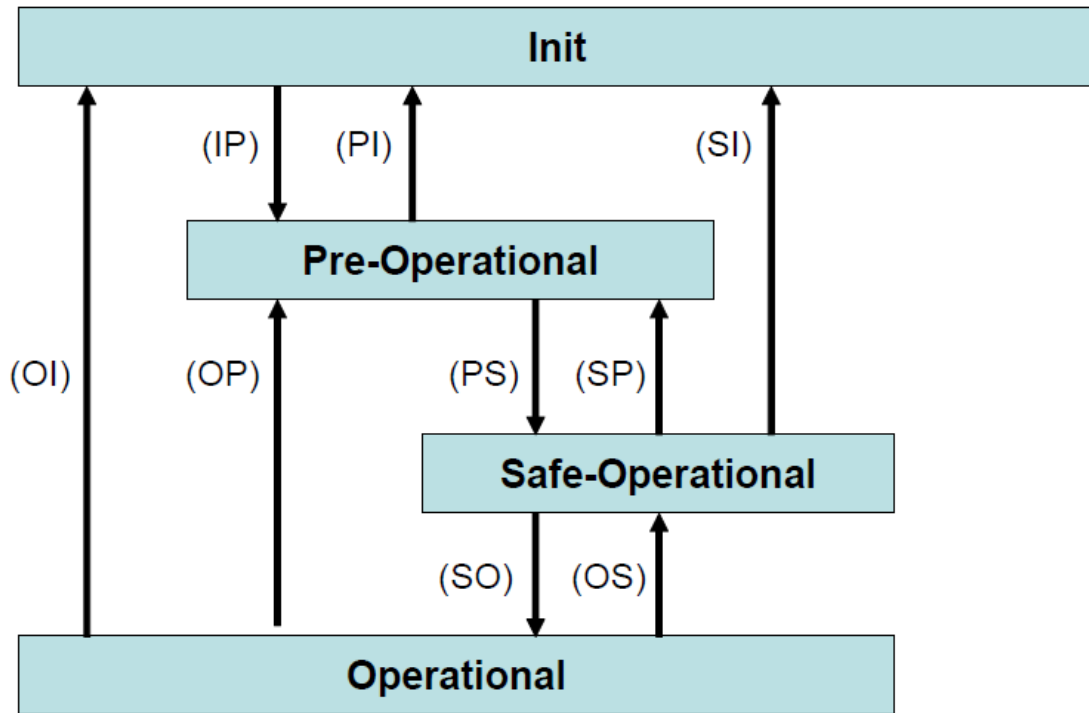 Init
(IP)
(PI)
(SI)
Pre-Operational
(OI)
(OP)
(PS)
(SP)
Safe-Operational
(SO)
(OS)
Operational